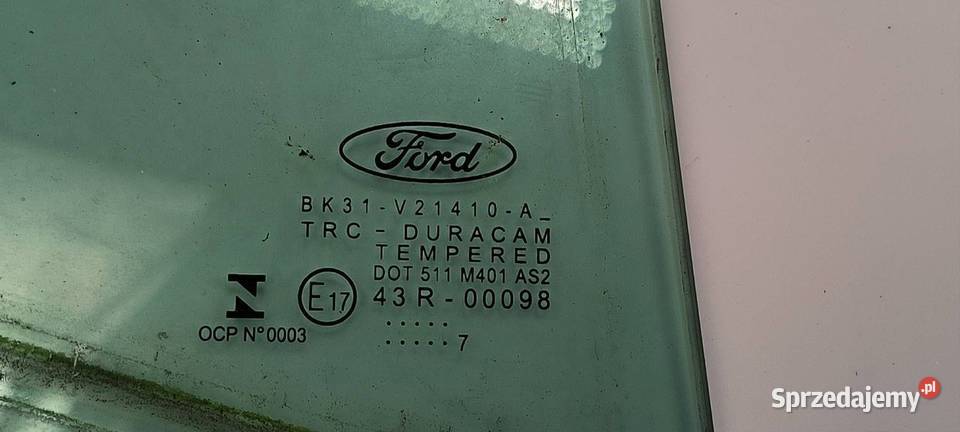 Ford
BK31-V21410-A_
TRC - DURACAM
TEMPERED
DOT 511 M401 AS2
E17 43R-00098
OCP N°0003
..... 
..... 7
Sprzedajemy.pl